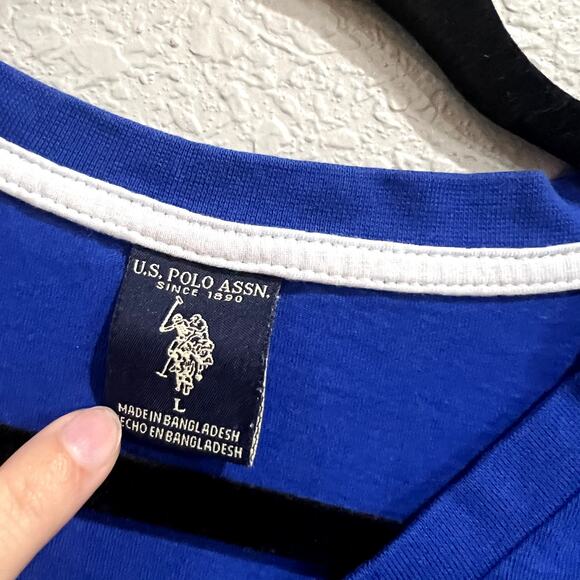 U.S. POLO ASSN.
SINCE 1890
L
MADE IN BANGLADESH
ECHO EN BANGLADESH